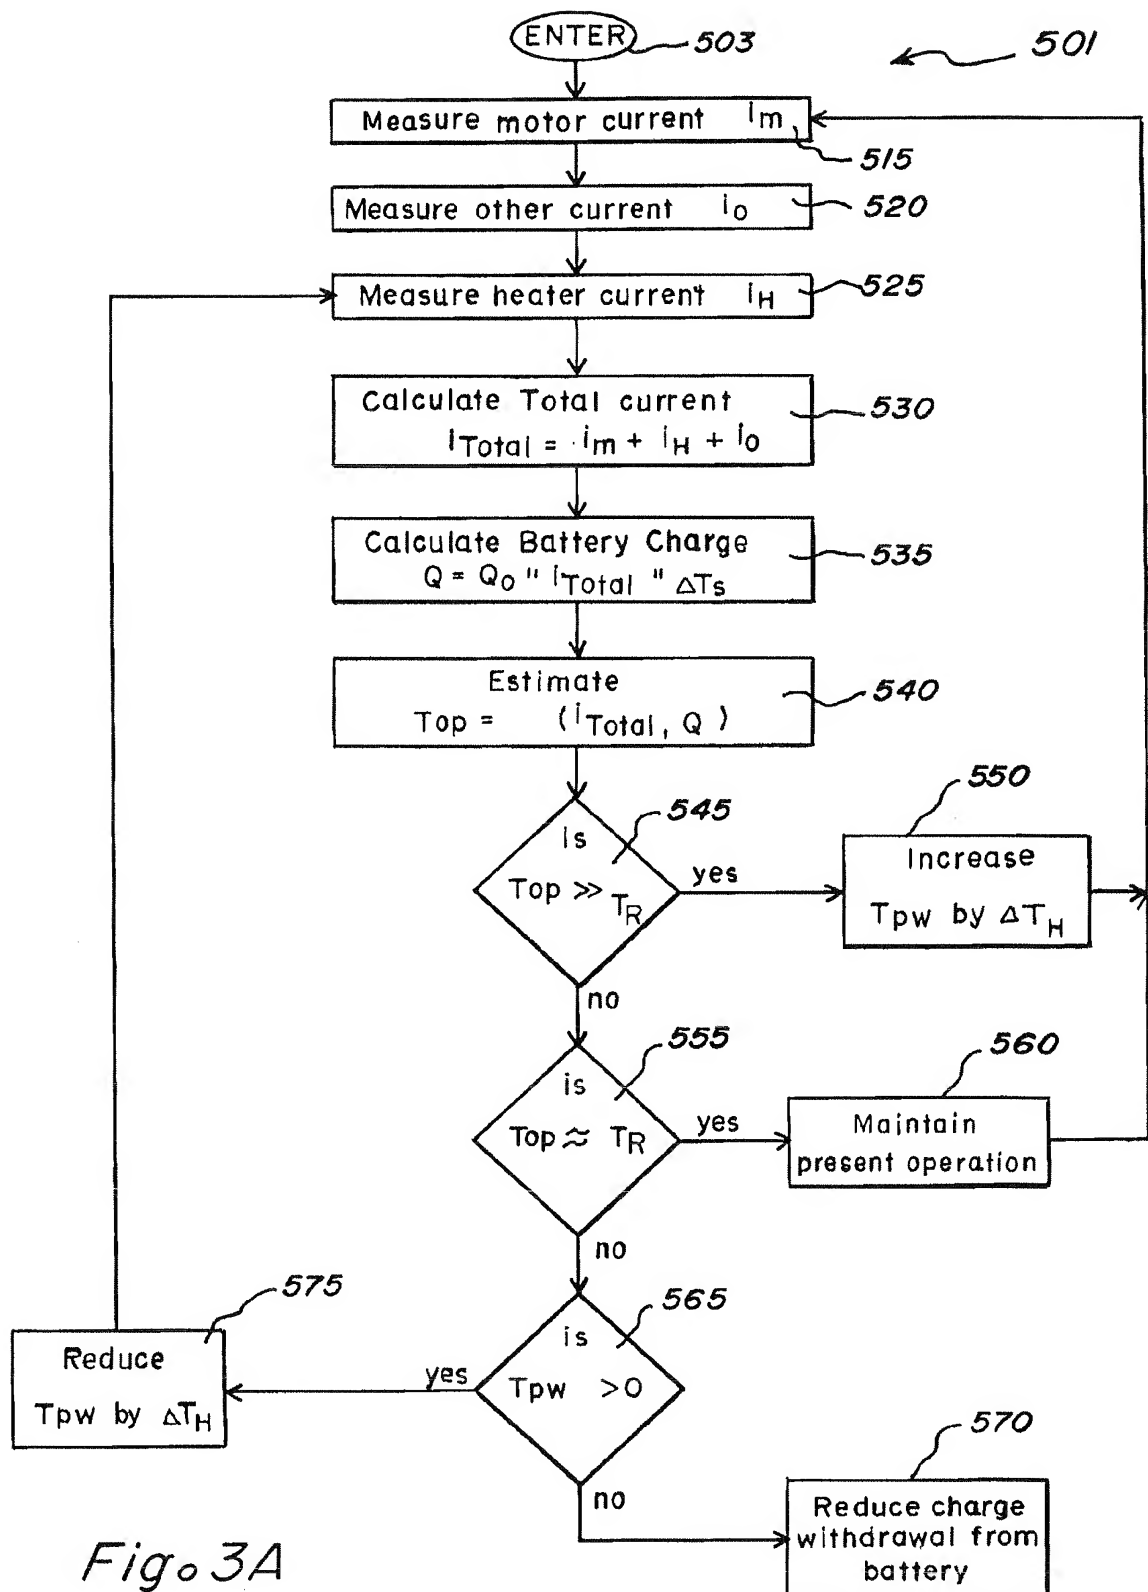 ENTER
503
501
Measure motor current im
515
Measure other current io
520
Measure heater current iH
525
Calculate Total current
iTotal = im + iH + io
530
Calculate Battery Charge
Q = Qo " iTotal " ΔTs
535
Estimate
Top = (iTotal, Q )
540
545
is
Top >> TR
yes
no
550
Increase
Tpw by ΔTH
555
is
Top ≈ TR
yes
no
560
Maintain
present operation
565
is
Tpw >0
yes
no
575
Reduce
Tpw by ΔTH
570
Reduce charge
withdrawal from
battery
Fig. 3A